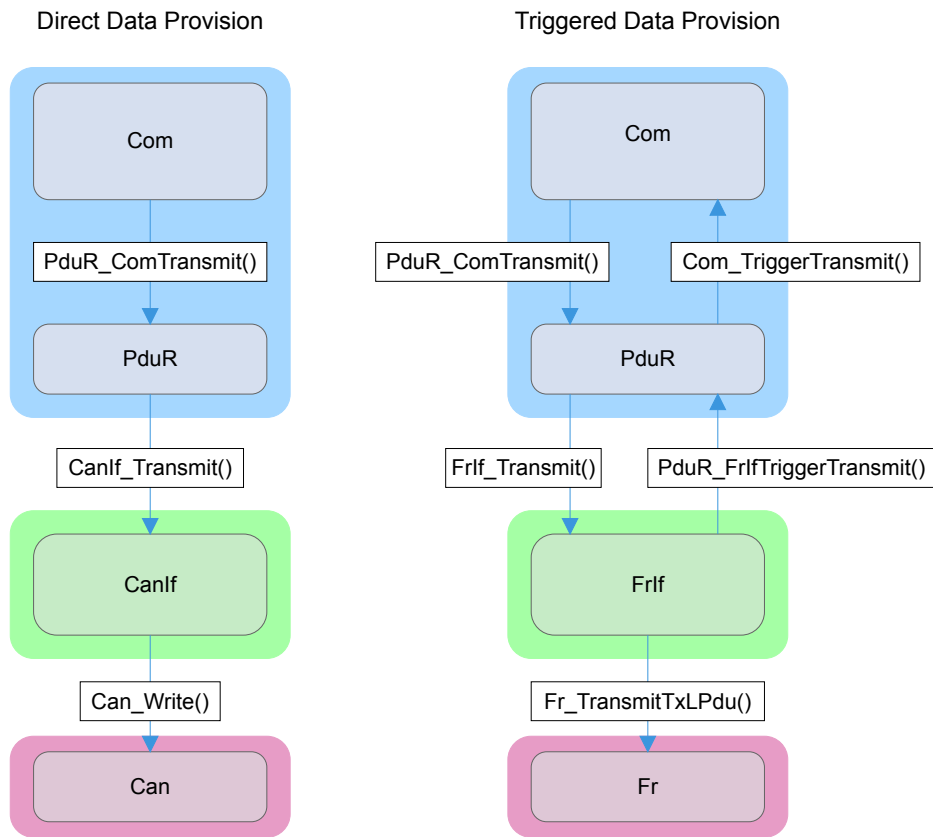 Direct Data Provision
Com
PduR_ComTransmit()
PduR
CanIf_Transmit()
CanIf
Can_Write()
Can
Triggered Data Provision
Com
PduR_ComTransmit()
Com_TriggerTransmit()
PduR
FrIf_Transmit()
PduR_FrIfTriggerTransmit()
FrIf
Fr_TransmitTxLPdu()
Fr